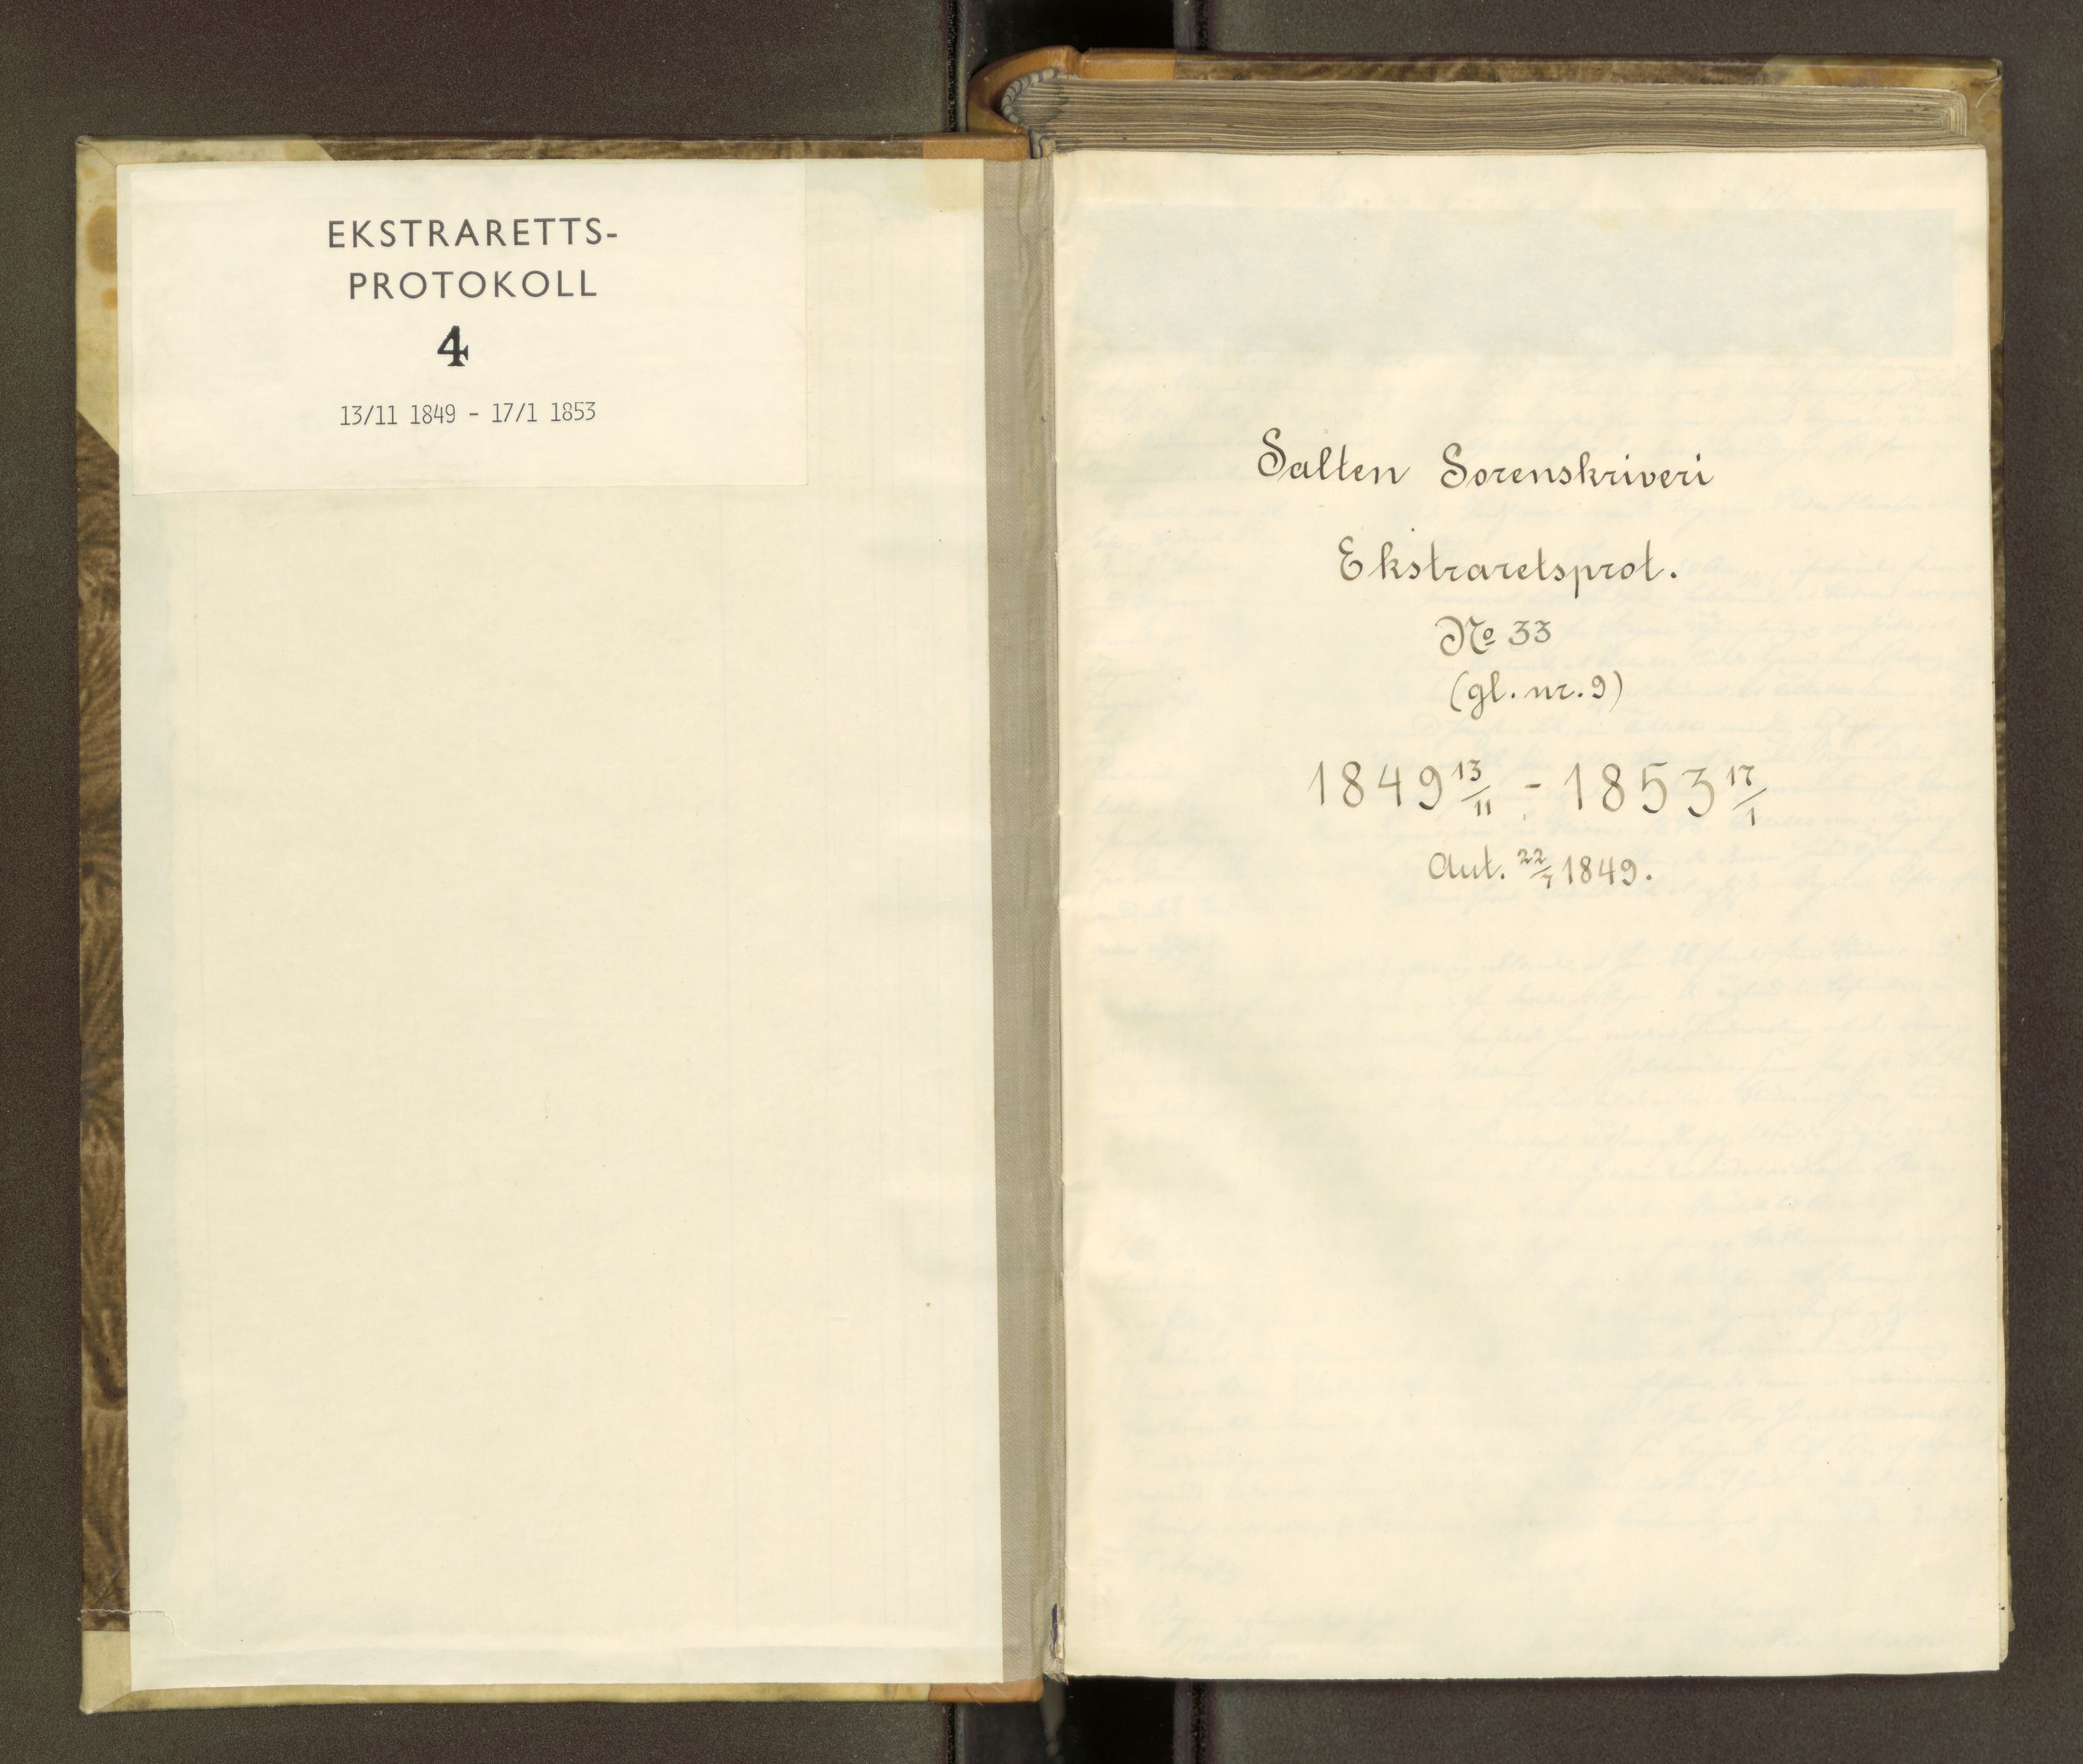 EKSTRARETTS-
PROTOKOLL
4
13/11 1849 - 17/1 1853
Salten Sorenskriveri
Ekstraretsprot.
No 33
(gl. nr. 9)
1849 13/11 - 1853 17/1
Aut. 22/7 1849.